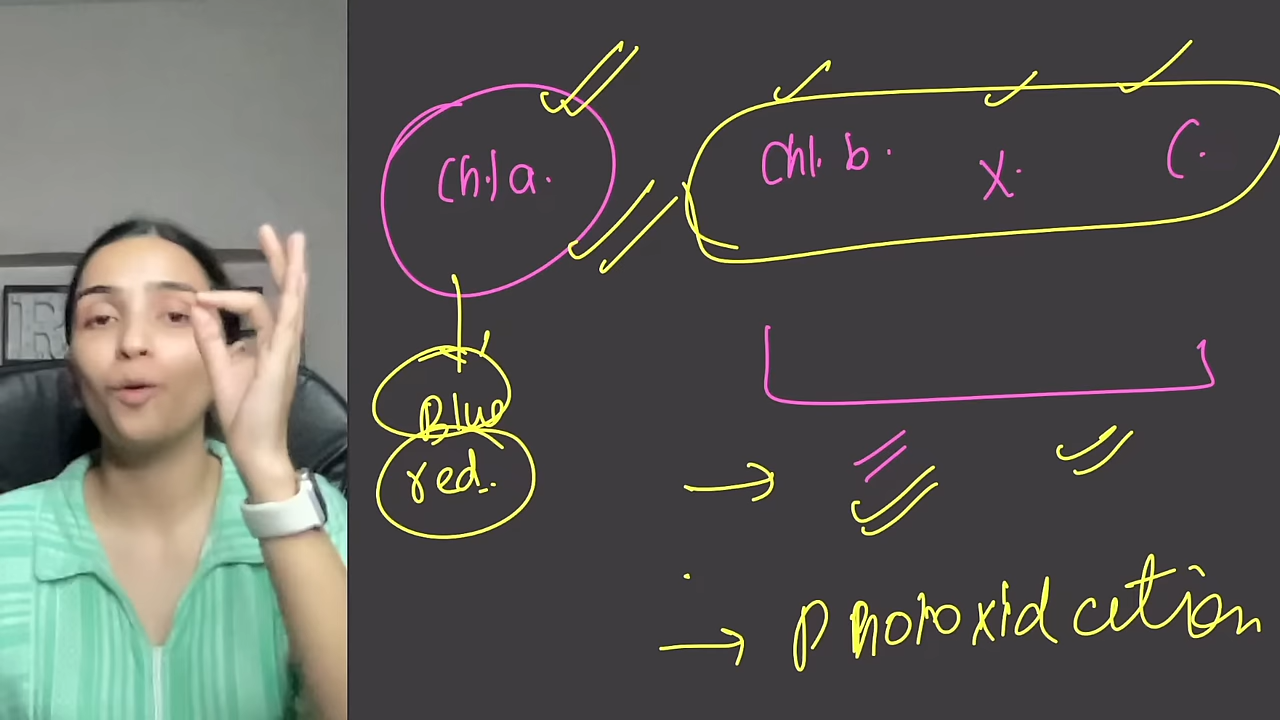 Chl a.
Chl. b.
X.
C.
Blue
red..
Photoxidation
R